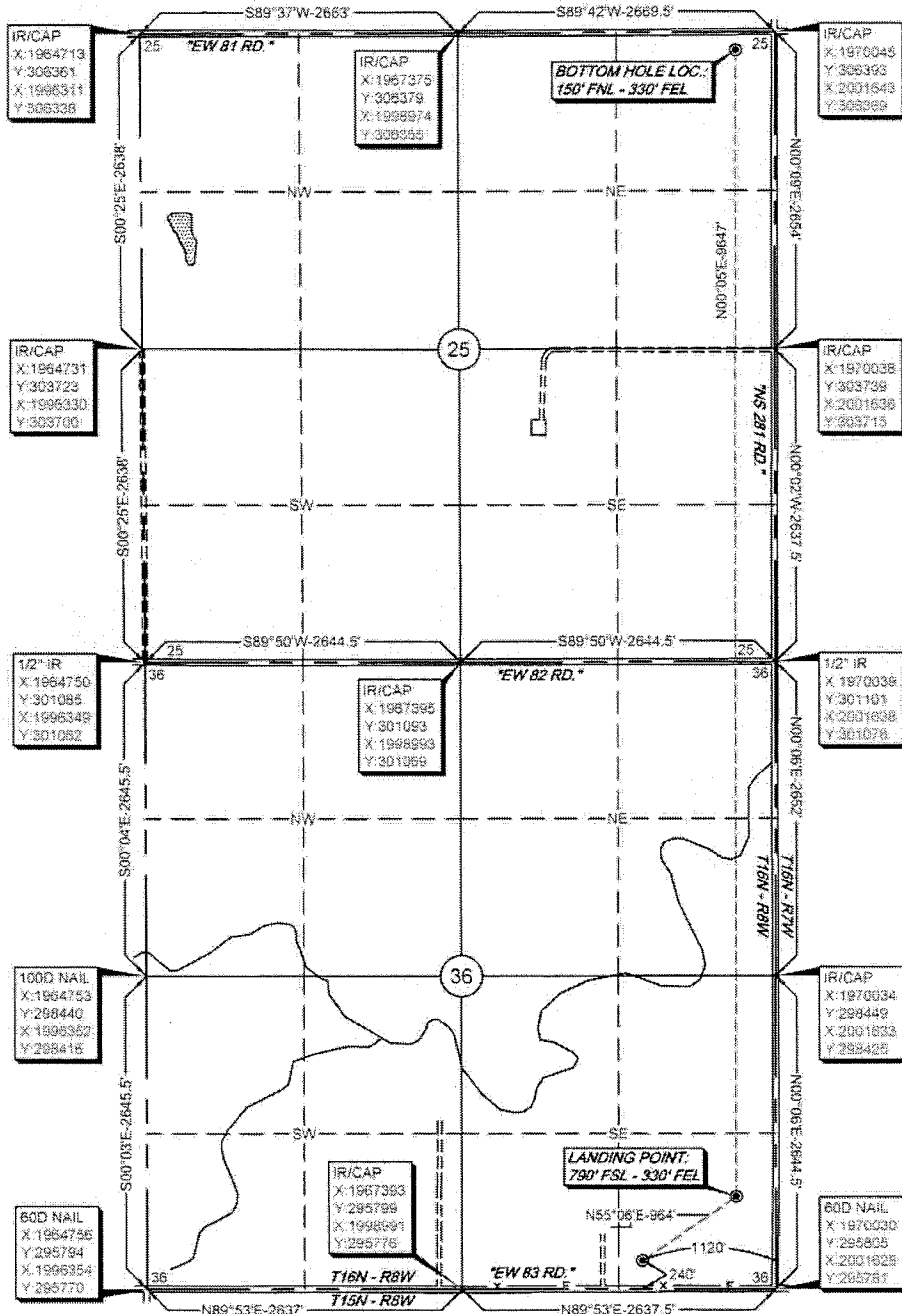 S89°37'W-2663'
S89°42'W-2669.5'
IR/CAP
X:1964713
Y:306361
X:1996311
Y:306338
25
"EW 81 RD."
IR/CAP
X:1967375
Y:306379
X:1998974
Y:306355
BOTTOM HOLE LOC.:
150' FNL - 330' FEL
25
IR/CAP
X:1970045
Y:306393
X:2001643
Y:306369
S00°25'E-2638'
NW
NE
N00°05'E-9647'
N00°09'E-2654'
IR/CAP
X:1964731
Y:303723
X:1996330
Y:303700
25
IR/CAP
X:1970038
Y:303739
X:2001636
Y:303715
"NS 281 RD."
S00°25'E-2638'
SW
SE
N00°02'W-2637.5'
S89°50'W-2644.5'
S89°50'W-2644.5'
1/2" IR
X:1964750
Y:301085
X:1996349
Y:301062
25
36
IR/CAP
X:1967395
Y:301093
X:1998993
Y:301069
"EW 82 RD."
25
36
1/2" IR
X:1970039
Y:301101
X:2001638
Y:301078
S00°04'E-2645.5'
NW
NE
N00°06'E-2652'
T16N - R8W
T16N - R7W
100D NAIL
X:1964753
Y:298440
X:1996352
Y:298416
36
IR/CAP
X:1970034
Y:298449
X:2001633
Y:298425
S00°03'E-2645.5'
SW
SE
N00°06'E-2644.5'
LANDING POINT:
790' FSL - 330' FEL
IR/CAP
X:1967393
Y:295799
X:1998991
Y:295776
N55°06'E-964'
1120'
240'
60D NAIL
X:1964756
Y:295794
X:1996354
Y:295770
36
T16N - R8W
T15N - R8W
"EW 83 RD."
X
E
X
E
36
60D NAIL
X:1970030
Y:295805
X:2001629
Y:295781
N89°53'E-2637'
N89°53'E-2637.5'